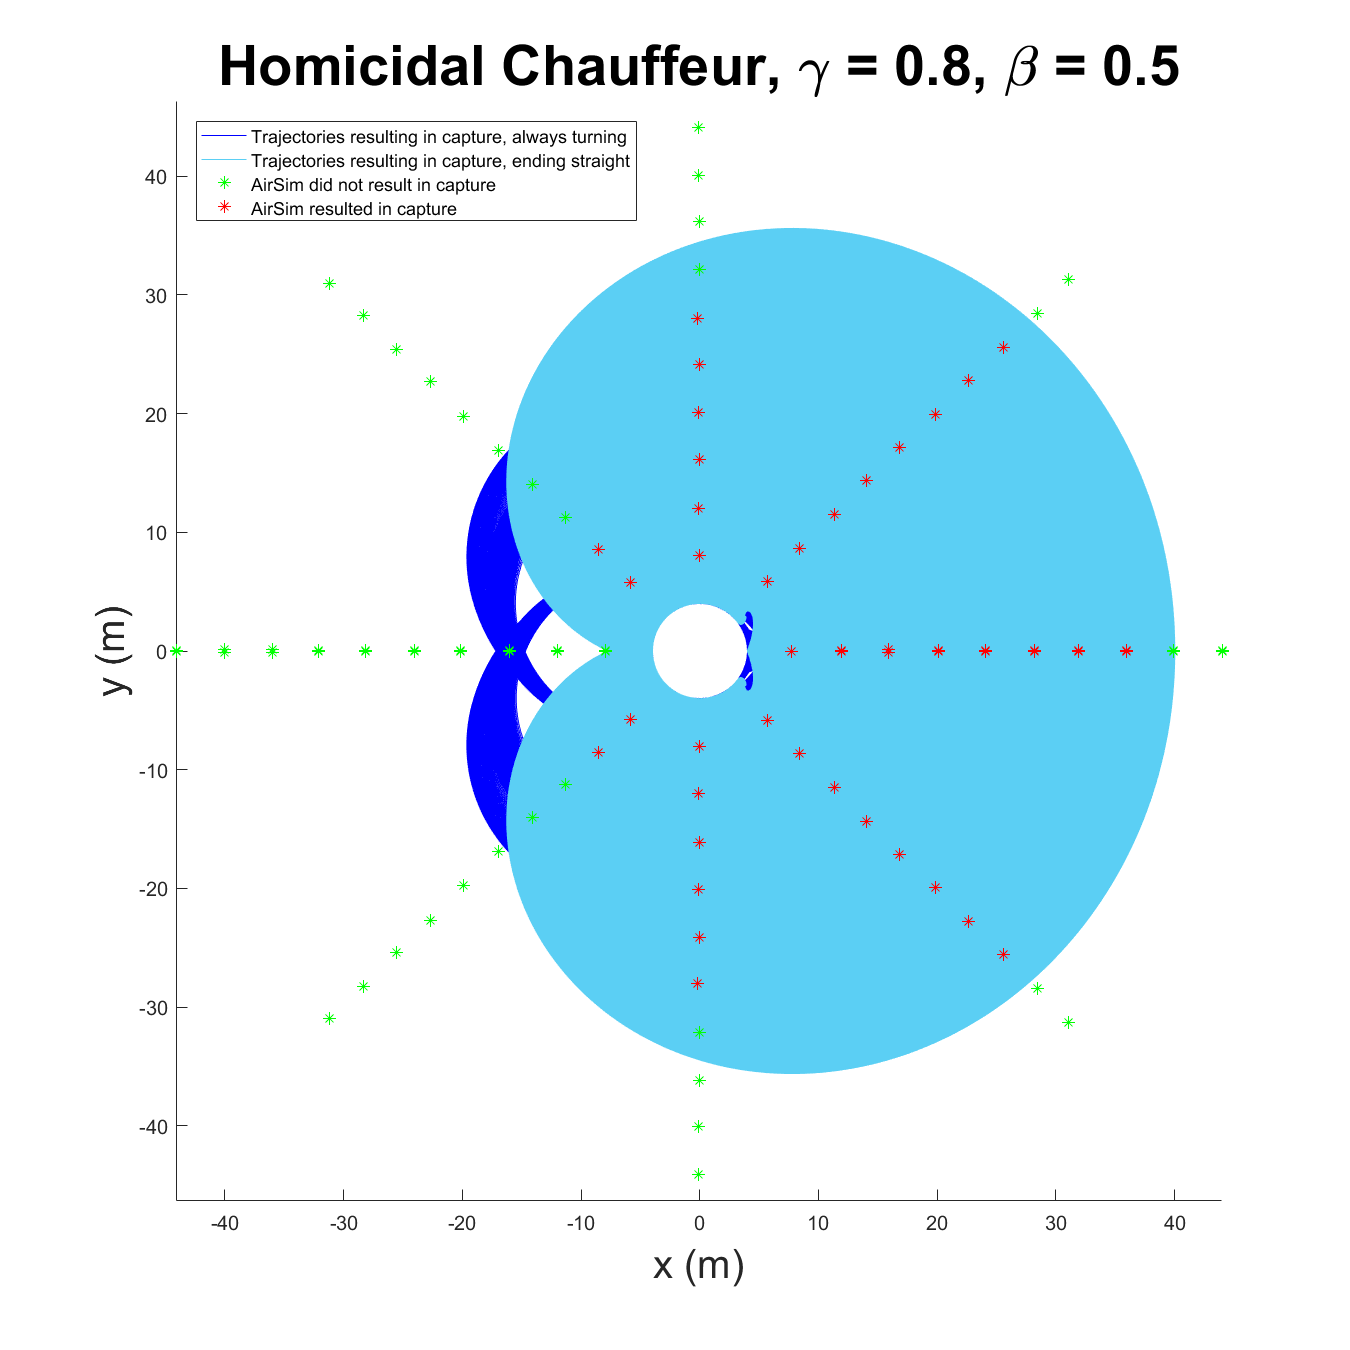 Homicidal Chauffeur, γ = 0.8, β = 0.5
Trajectories resulting in capture, always turning
Trajectories resulting in capture, ending straight
AirSim did not result in capture
AirSim resulted in capture
40
30
20
10
0
-10
-20
-30
-40
y (m)
-40 -30 -20 -10 0 10 20 30 40
x (m)